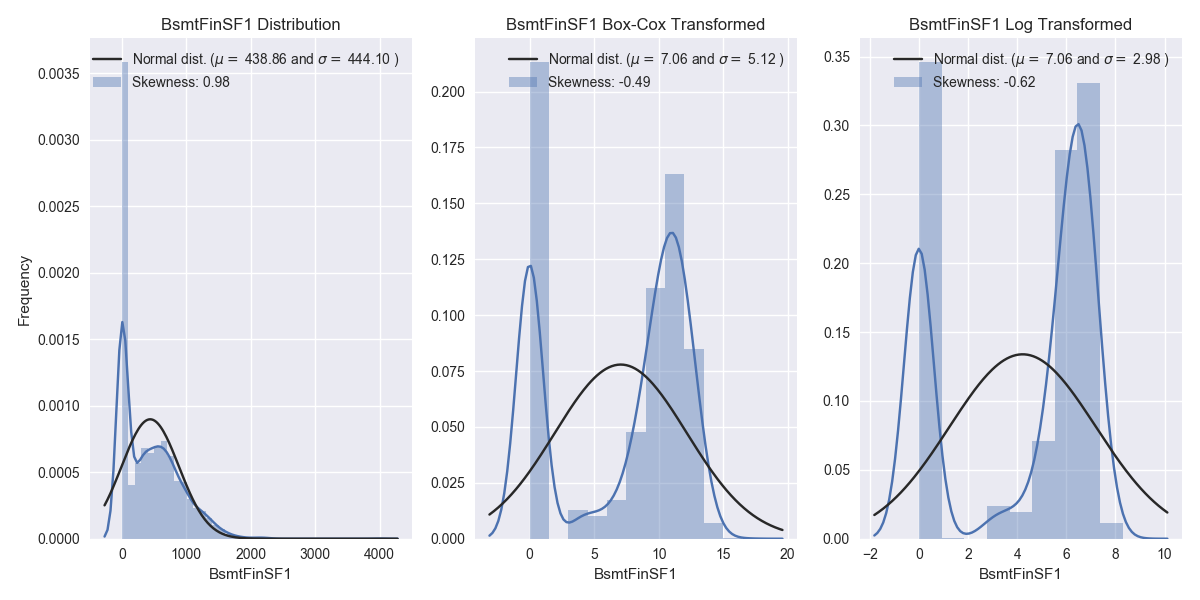 BsmtFinSF1 Distribution
Normal dist. (μ = 438.86 and σ = 444.10 )
Skewness: 0.98
Frequency
0.0035
0.0030
0.0025
0.0020
0.0015
0.0010
0.0005
0.0000
0 1000 2000 3000 4000
BsmtFinSF1
BsmtFinSF1 Box-Cox Transformed
Normal dist. (μ = 7.06 and σ = 5.12 )
Skewness: -0.49
0.200
0.175
0.150
0.125
0.100
0.075
0.050
0.025
0.000
0 5 10 15 20
BsmtFinSF1
BsmtFinSF1 Log Transformed
Normal dist. (μ = 7.06 and σ = 2.98 )
Skewness: -0.62
0.35
0.30
0.25
0.20
0.15
0.10
0.05
0.00
−2 0 2 4 6 8 10
BsmtFinSF1